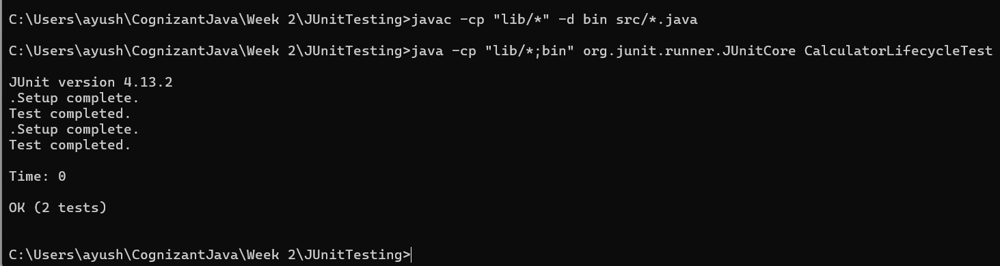 C:\Users\ayush\CognizantJava\Week 2\JUnitTesting>javac -cp "lib/*" -d bin src/*.java
C:\Users\ayush\CognizantJava\Week 2\JUnitTesting>java -cp "lib/*;bin" org.junit.runner.JUnitCore CalculatorLifecycleTest
JUnit version 4.13.2
.Setup complete.
Test completed.
.Setup complete.
Test completed.
Time: 0
OK (2 tests)
C:\Users\ayush\CognizantJava\Week 2\JUnitTesting>